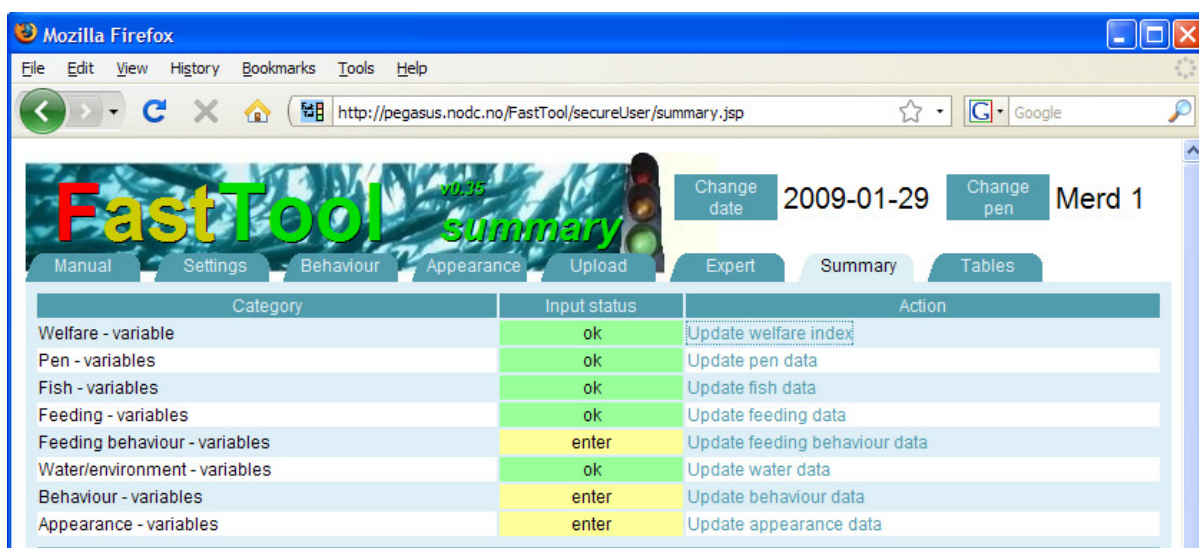 Mozilla Firefox
File Edit View History Bookmarks Tools Help
http://pegasus.nodc.no/FastTool/secureUser/summary.jsp G Google
FastTool v0.35 summary Change date 2009-01-29 Change pen Merd 1
Manual Settings Behaviour Appearance Upload Expert Summary Tables
Category Input status Action
Welfare - variable ok Update welfare index
Pen - variables ok Update pen data
Fish - variables ok Update fish data
Feeding - variables ok Update feeding data
Feeding behaviour - variables enter Update feeding behaviour data
Water/environment - variables ok Update water data
Behaviour - variables enter Update behaviour data
Appearance - variables enter Update appearance data